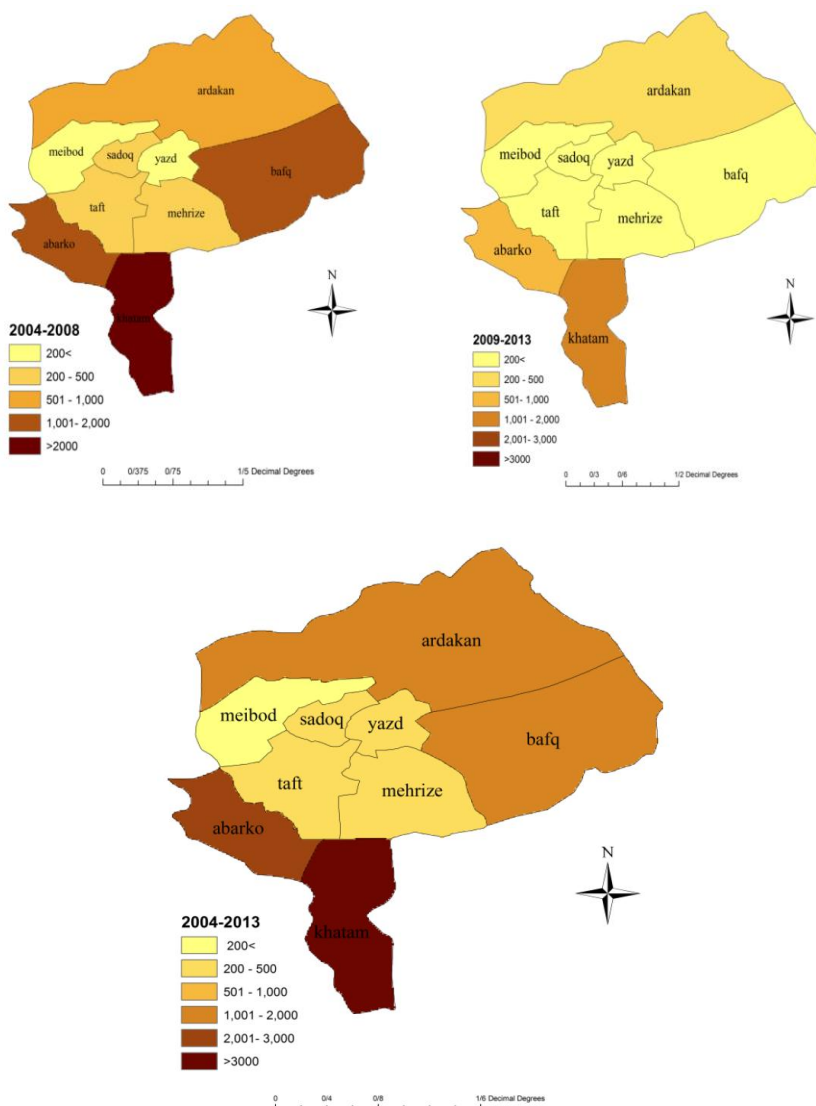 ardakan
meibod
sadoq
yazd
bafq
taft
mehrize
abarko
khatam
N
2004-2008
200<
200 - 500
501 - 1,000
1,001- 2,000
>2000
0 0/375 0/75 1/5 Decimal Degrees
ardakan
meibod
sadoq
yazd
bafq
taft
mehrize
abarko
khatam
N
2009-2013
200<
200 - 500
501- 1,000
1,001 - 2,000
2,001- 3,000
>3000
0 0/3 0/6 1/2 Decimal Degrees
ardakan
meibod
sadoq
yazd
bafq
taft
mehrize
abarko
khatam
N
2004-2013
200<
200 - 500
501 - 1,000
1,001 - 2,000
2,001- 3,000
>3000
0 0/4 0/8 1/6 Decimal Degrees